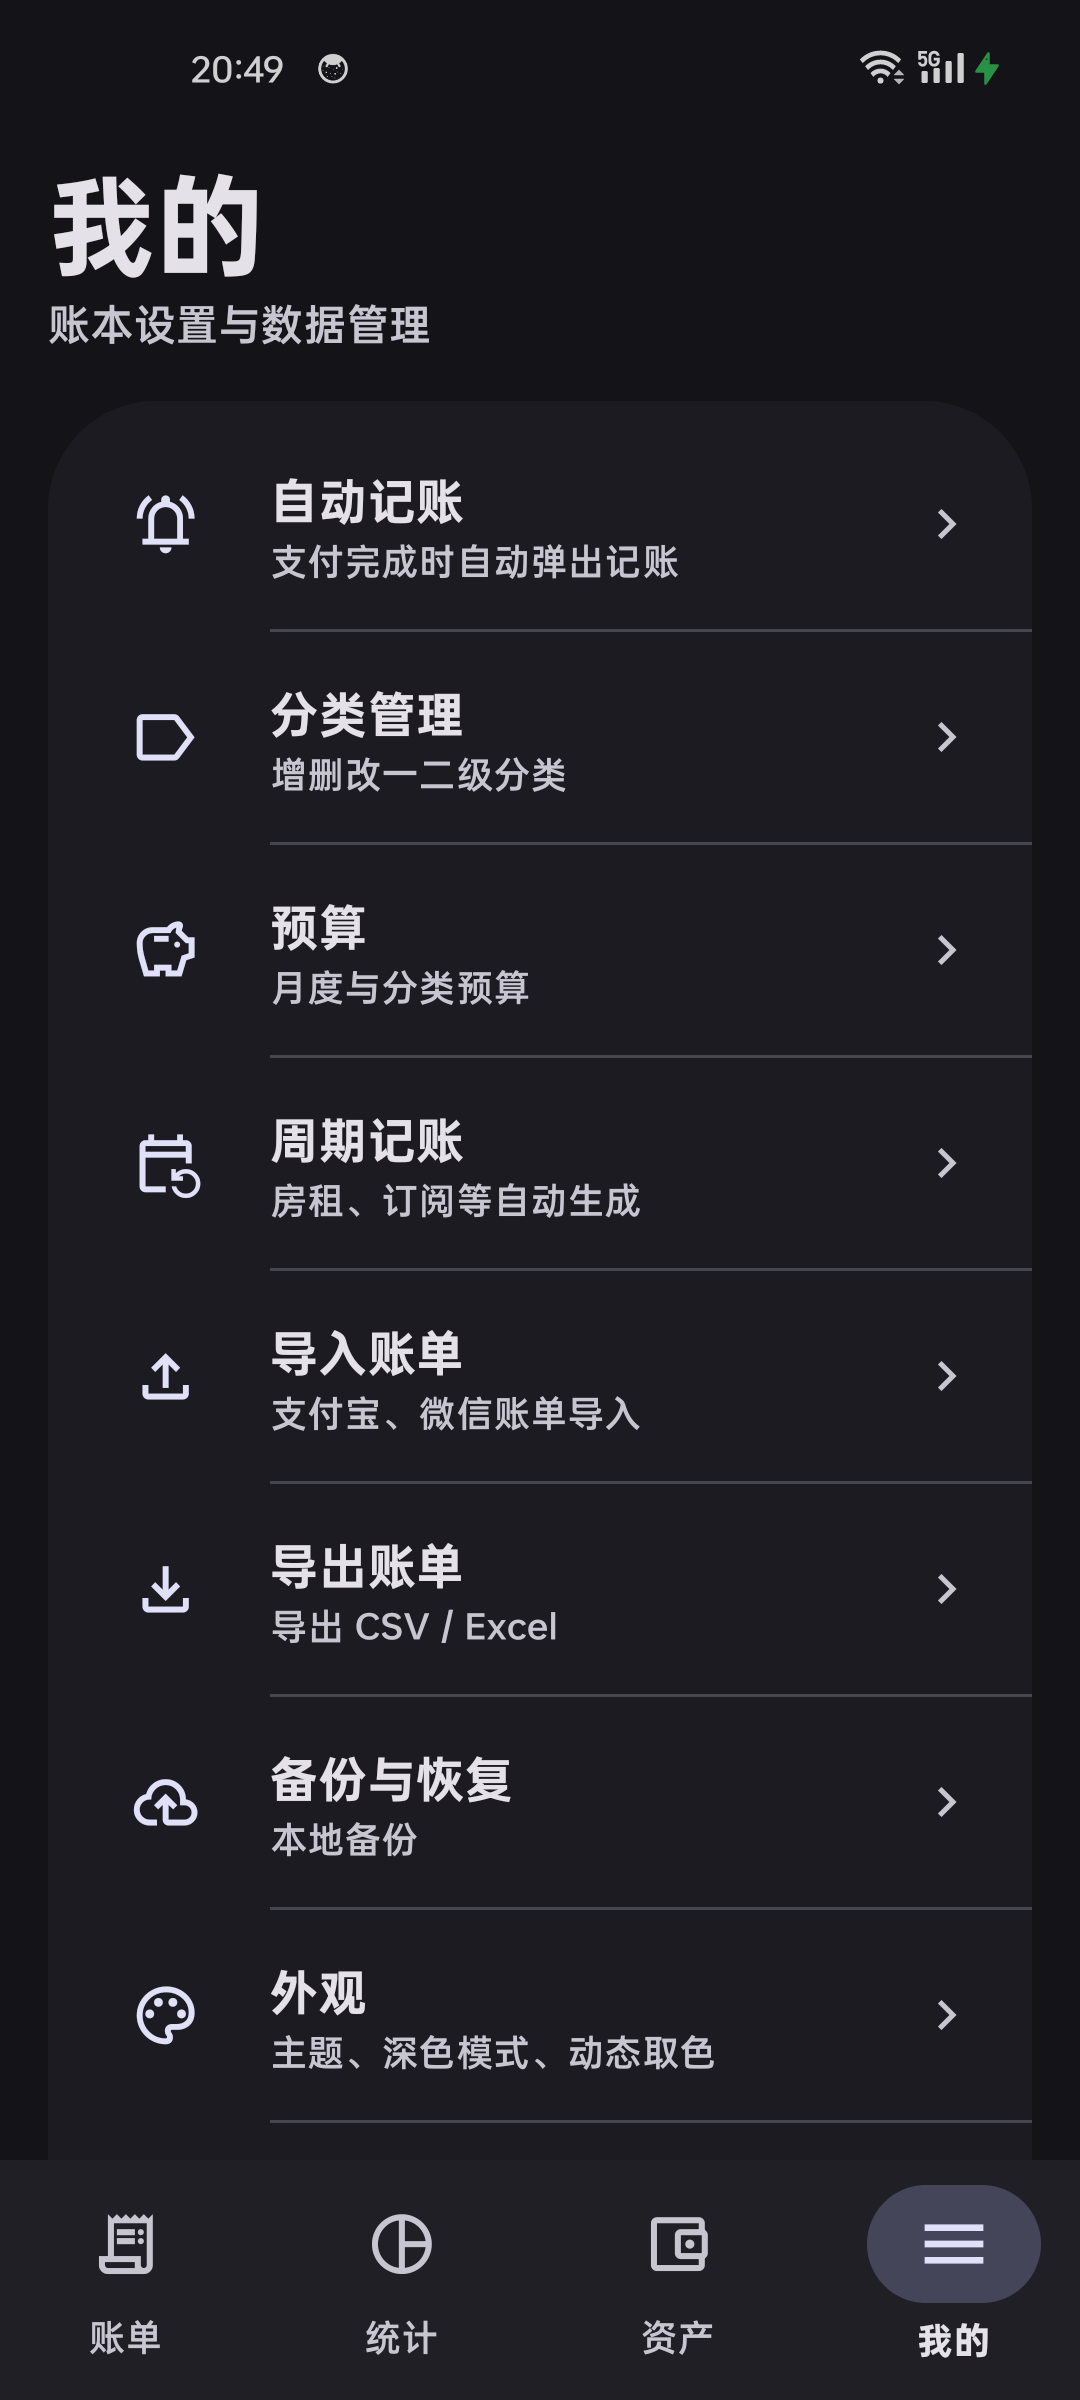 20:49
5G
我的
账本设置与数据管理
自动记账
支付完成时自动弹出记账
分类管理
增删改一二级分类
预算
月度与分类预算
周期记账
房租、订阅等自动生成
导入账单
支付宝、微信账单导入
导出账单
导出 CSV / Excel
备份与恢复
本地备份
外观
主题、深色模式、动态取色
账单
统计
资产
我的